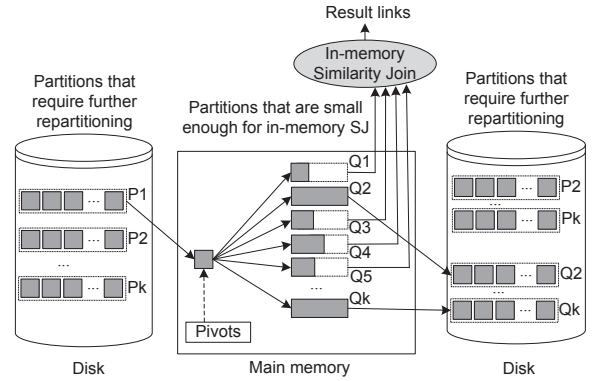 Result links
In-memory
Similarity Join
Partitions that
require further
repartitioning
Partitions that are small
enough for in-memory SJ
Partitions that
require further
repartitioning
P1
...
P2
...
...
Pk
...
Pivots
Q1
Q2
Q3
Q4
Q5
...
Qk
P2
...
...
Pk
...
Q2
...
...
Qk
...
Disk
Main memory
Disk